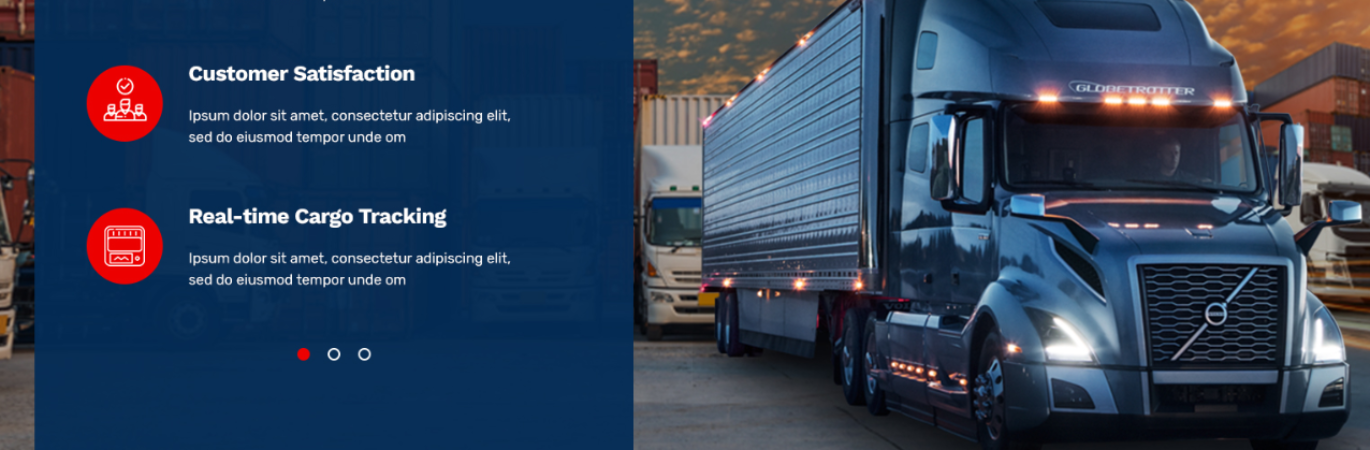 Customer Satisfaction
Ipsum dolor sit amet, consectetur adipiscing elit,
sed do eiusmod tempor unde om
Real-time Cargo Tracking
Ipsum dolor sit amet, consectetur adipiscing elit,
sed do eiusmod tempor unde om
GLOBETROTTER